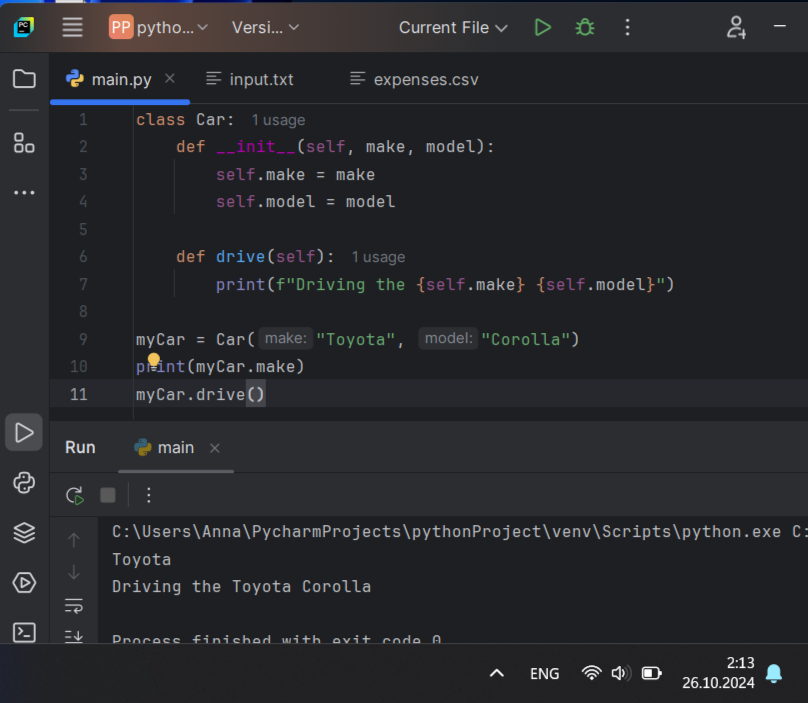 PC
PP pytho... Versi... Current File
main.py input.txt expenses.csv
1 class Car: 1 usage
2 def __init__(self, make, model):
3 self.make = make
4 self.model = model
5
6 def drive(self): 1 usage
7 print(f"Driving the {self.make} {self.model}")
8
9 myCar = Car( make: "Toyota", model: "Corolla")
10 print(myCar.make)
11 myCar.drive()
Run main
C:\Users\Anna\PycharmProjects\pythonProject\venv\Scripts\python.exe C:
Toyota
Driving the Toyota Corolla
Process finished with exit code 0
ENG
2:13
26.10.2024